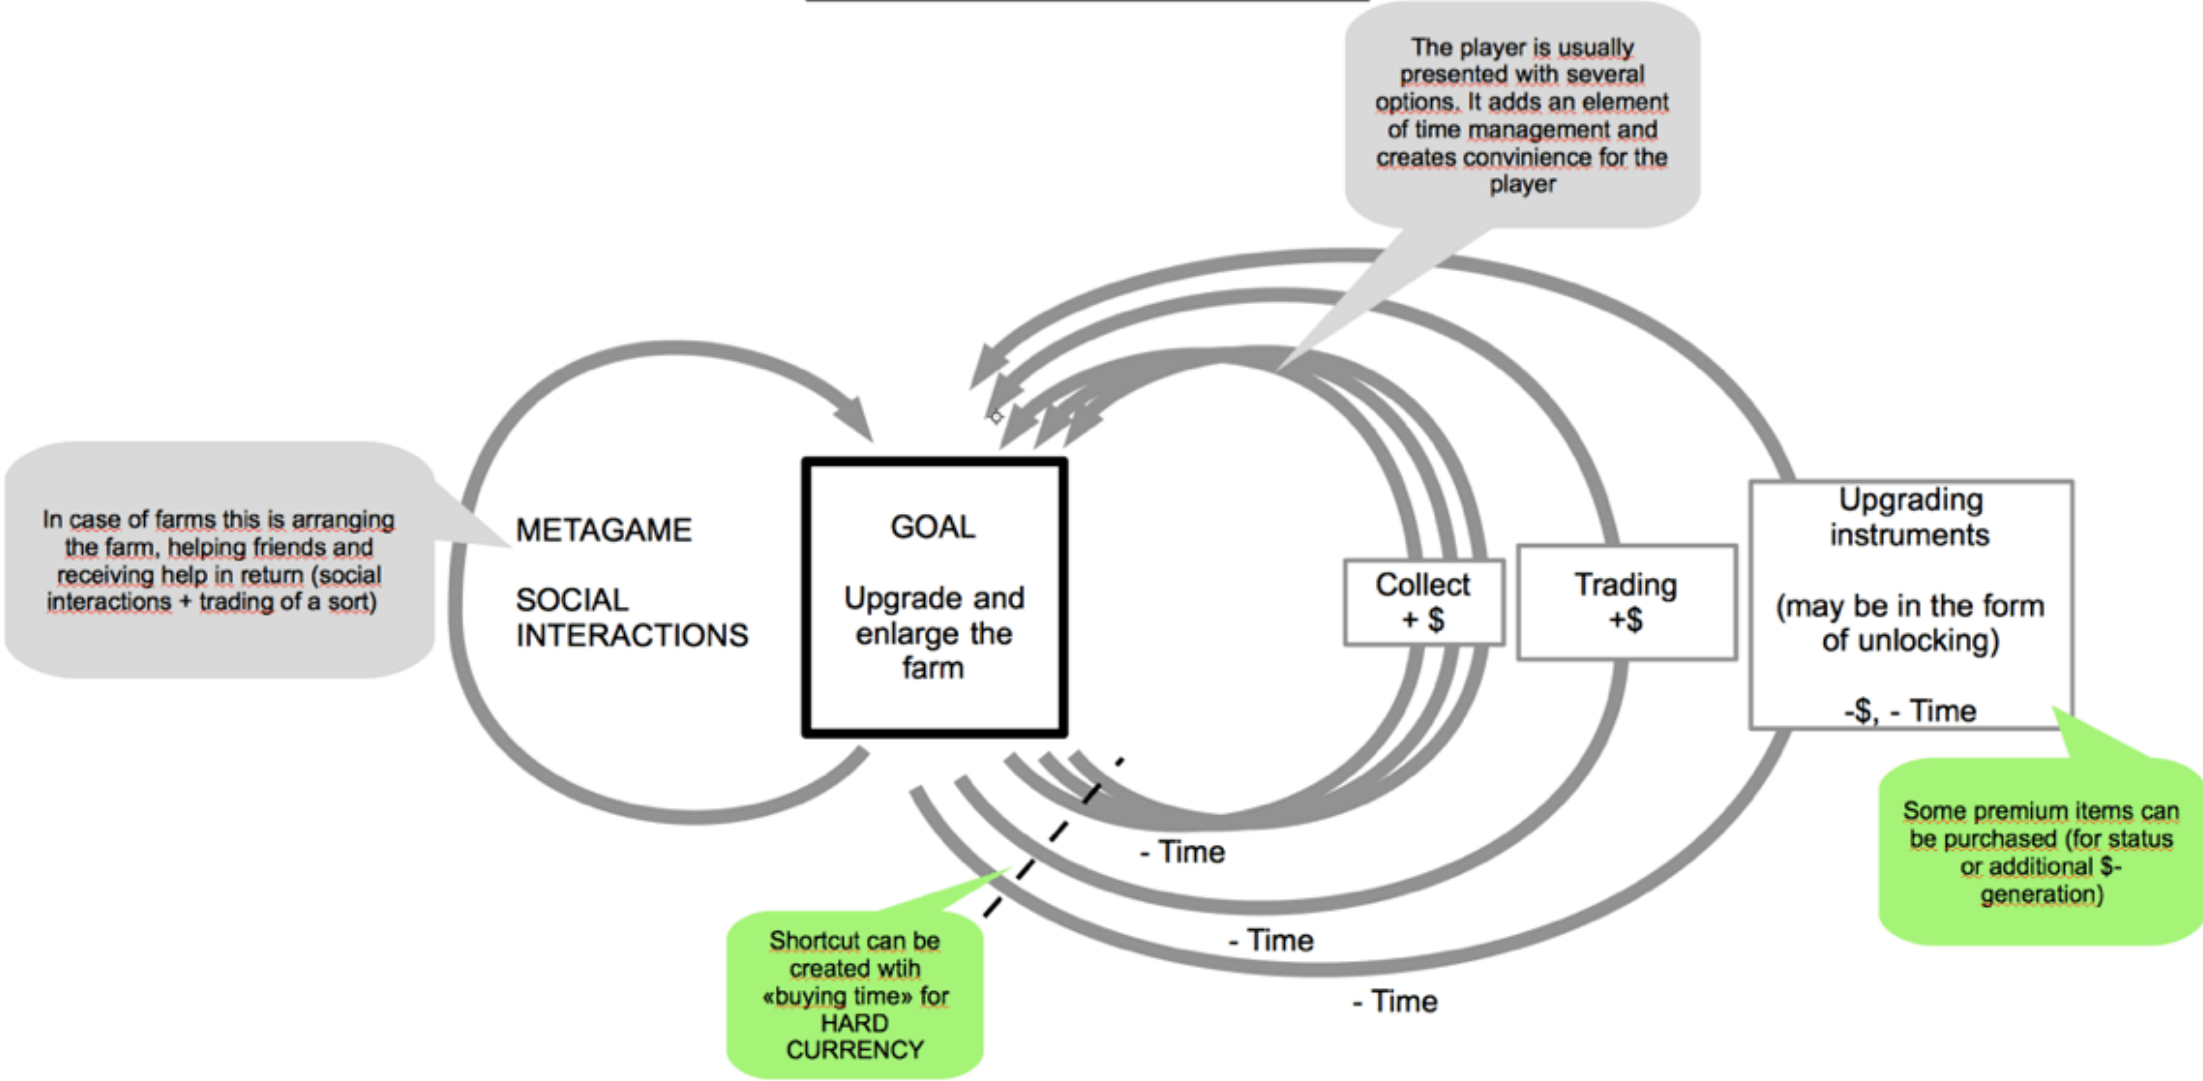 The player is usually
presented with several
options. It adds an element
of time management and
creates convinience for the
player
In case of farms this is arranging
the farm, helping friends and
receiving help in return (social
interactions + trading of a sort)
METAGAME
SOCIAL
INTERACTIONS
GOAL
Upgrade and
enlarge the
farm
Collect
+ $
Trading
+$
Upgrading
instruments
(may be in the form
of unlocking)
-$, - Time
Some premium items can
be purchased (for status
or additional $-
generation)
- Time
- Time
- Time
Shortcut can be
created wtih
«buying time» for
HARD
CURRENCY